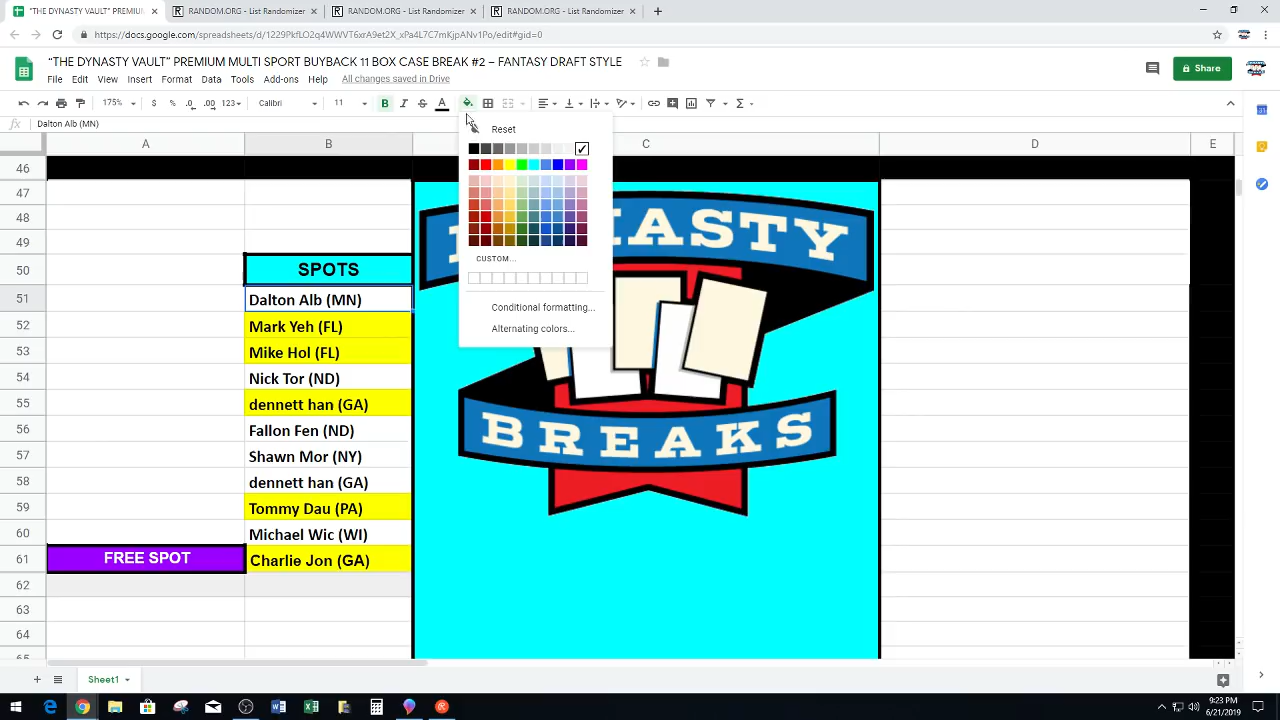 "THE DYNASTY VAULT" PREMIU
RANDOM.ORG - List Randomizer
RANDOM.ORG - List Randomizer
RANDOM.ORG - List Randomizer
https://docs.google.com/spreadsheets/d/1229PkfLO2q4WWVT6xrA9et2X_xPa4L7C7mKjpANv1Po/edit#gid=0
“THE DYNASTY VAULT” PREMIUM MULTI SPORT BUYBACK 11 BOX CASE BREAK #2 – FANTASY DRAFT STYLE
File Edit View Insert Format Data Tools Add-ons Help All changes saved in Drive
Share
175% $ % .0 .00 123 Calibri 11 B I S A
fx Dalton Alb (MN)
Reset
A B C D E
46
47
48
49
50 SPOTS
51 Dalton Alb (MN)
52 Mark Yeh (FL)
53 Mike Hol (FL)
54 Nick Tor (ND)
55 dennett han (GA)
56 Fallon Fen (ND)
57 Shawn Mor (NY)
58 dennett han (GA)
59 Tommy Dau (PA)
60 Michael Wic (WI)
61 FREE SPOT Charlie Jon (GA)
62
63
64
65
CUSTOM...
Conditional formatting...
Alternating colors...
NASTY
BREAKS
Sheet1
9:23 PM
6/21/2019